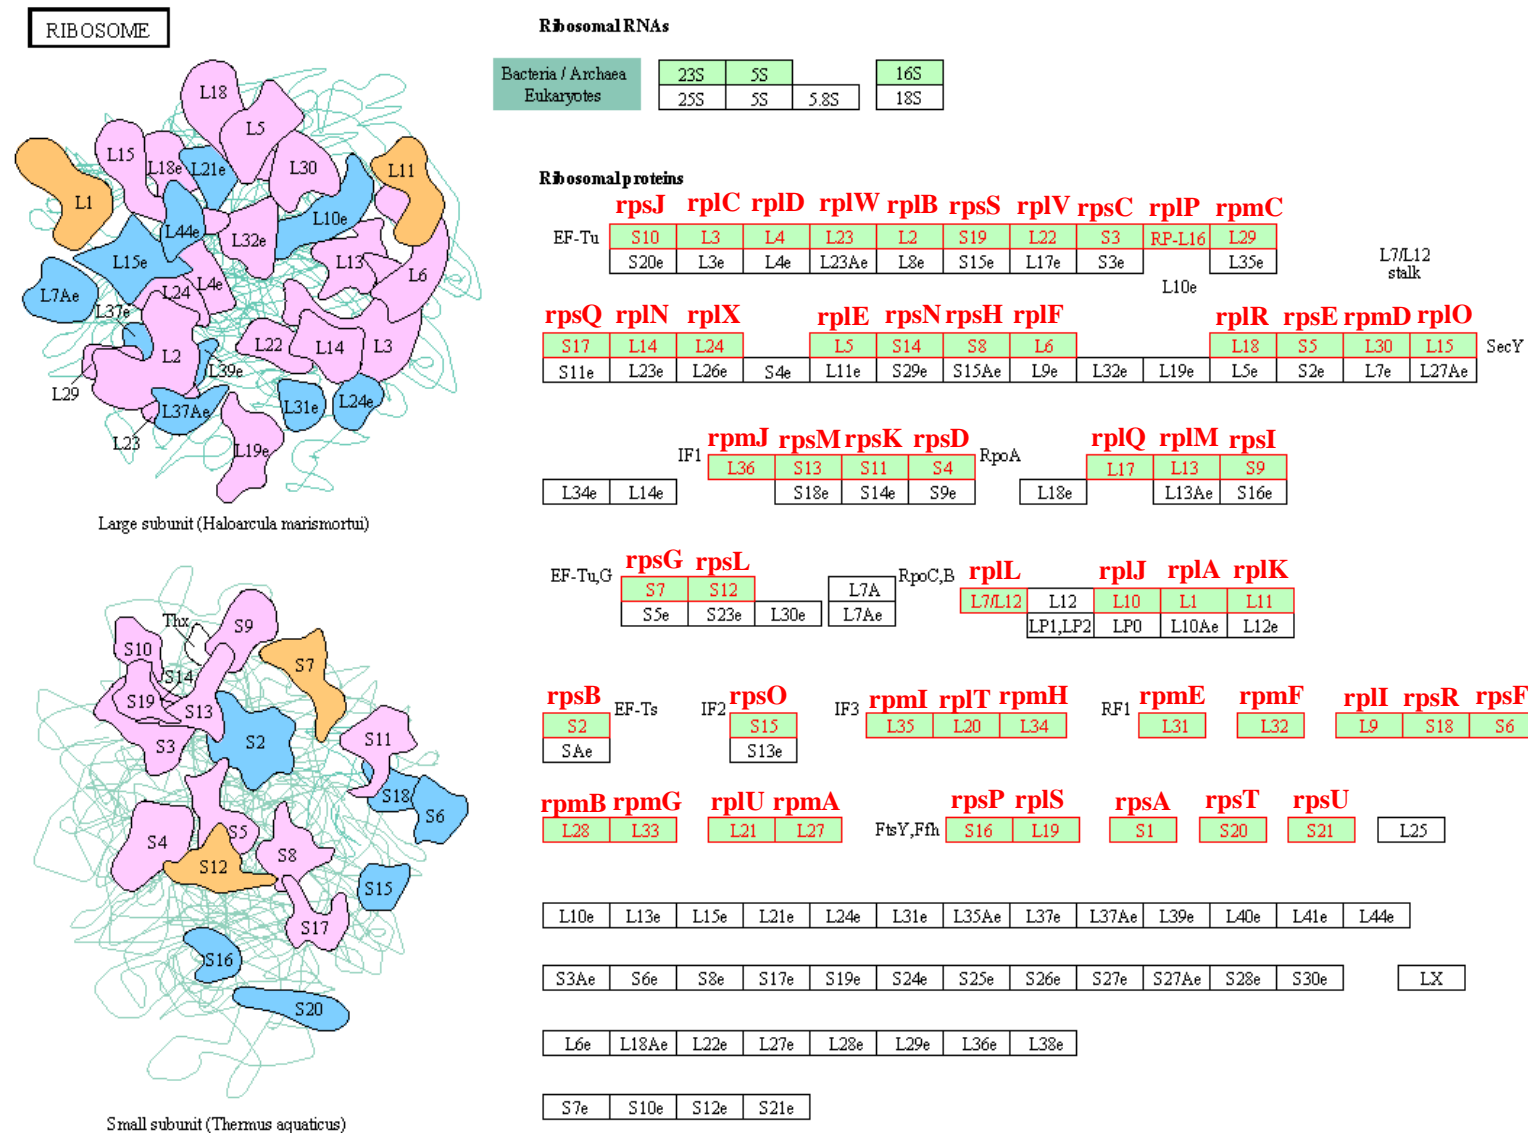 RIBOSOME
L18
L5
L15
L18e
L21e
L30
L11
L1
L10e
L44e
L32e
L15e
L13
L6
L7Ae
L24
L4e
L37e
L2
L22
L14
L3
L39e
L29
L37Ae
L31e
L24e
L23
L19e
Large subunit (Haloarcula marismortui)
Thx
S9
S10
S7
S14
S19
S13
S3
S2
S11
S18
S6
S4
S5
S12
S8
S15
S17
S16
S20
Small subunit (Thermus aquaticus)
Ribosomal RNAs
Bacteria / Archaea 23S 5S 16S
Eukaryotes 25S 5S 5.8S 18S
Ribosomal proteins
rpsJ rplC rplD rplW rplB rpsS rplV rpsC rplP rpmC
EF-Tu S10 L3 L4 L23 L2 S19 L22 S3 RP-L16 L29
S20e L3e L4e L23Ae L8e S15e L17e S3e L35e
L10e
L7/L12
stalk
rpsQ rplN rplX rplE rpsN rpsH rplF rplR rpsE rpmD rplO
S17 L14 L24 L5 S14 S8 L6 L18 S5 L30 L15 SecY
S11e L23e L26e S4e L11e S29e S15Ae L9e L32e L19e L5e S2e L7e L27Ae
rpmJ rpsM rpsK rpsD rplQ rplM rpsI
IF1 L36 S13 S11 S4 RpoA L17 L13 S9
L34e L14e S18e S14e S9e L18e L13Ae S16e
rpsG rpsL rplL rplJ rplA rplK
EF-Tu,G S7 S12 L7A RpoC,B L7/L12 L12 L10 L1 L11
S5e S23e L30e L7Ae LP1,LP2 LP0 L10Ae L12e
rpsB rpsO rpmI rplT rpmH rpmE rpmF rplI rpsR rpsF
S2 EF-Ts IF2 S15 IF3 L35 L20 L34 RF1 L31 L32 L9 S18 S6
SAe S13e
rpmB rpmG rplU rpmA rpsP rplS rpsA rpsT rpsU
L28 L33 L21 L27 FtsY,Ffh S16 L19 S1 S20 S21 L25
L10e L13e L15e L21e L24e L31e L35Ae L37e L37Ae L39e L40e L41e L44e
S3Ae S6e S8e S17e S19e S24e S25e S26e S27e S27Ae S28e S30e LX
L6e L18Ae L22e L27e L28e L29e L36e L38e
S7e S10e S12e S21e